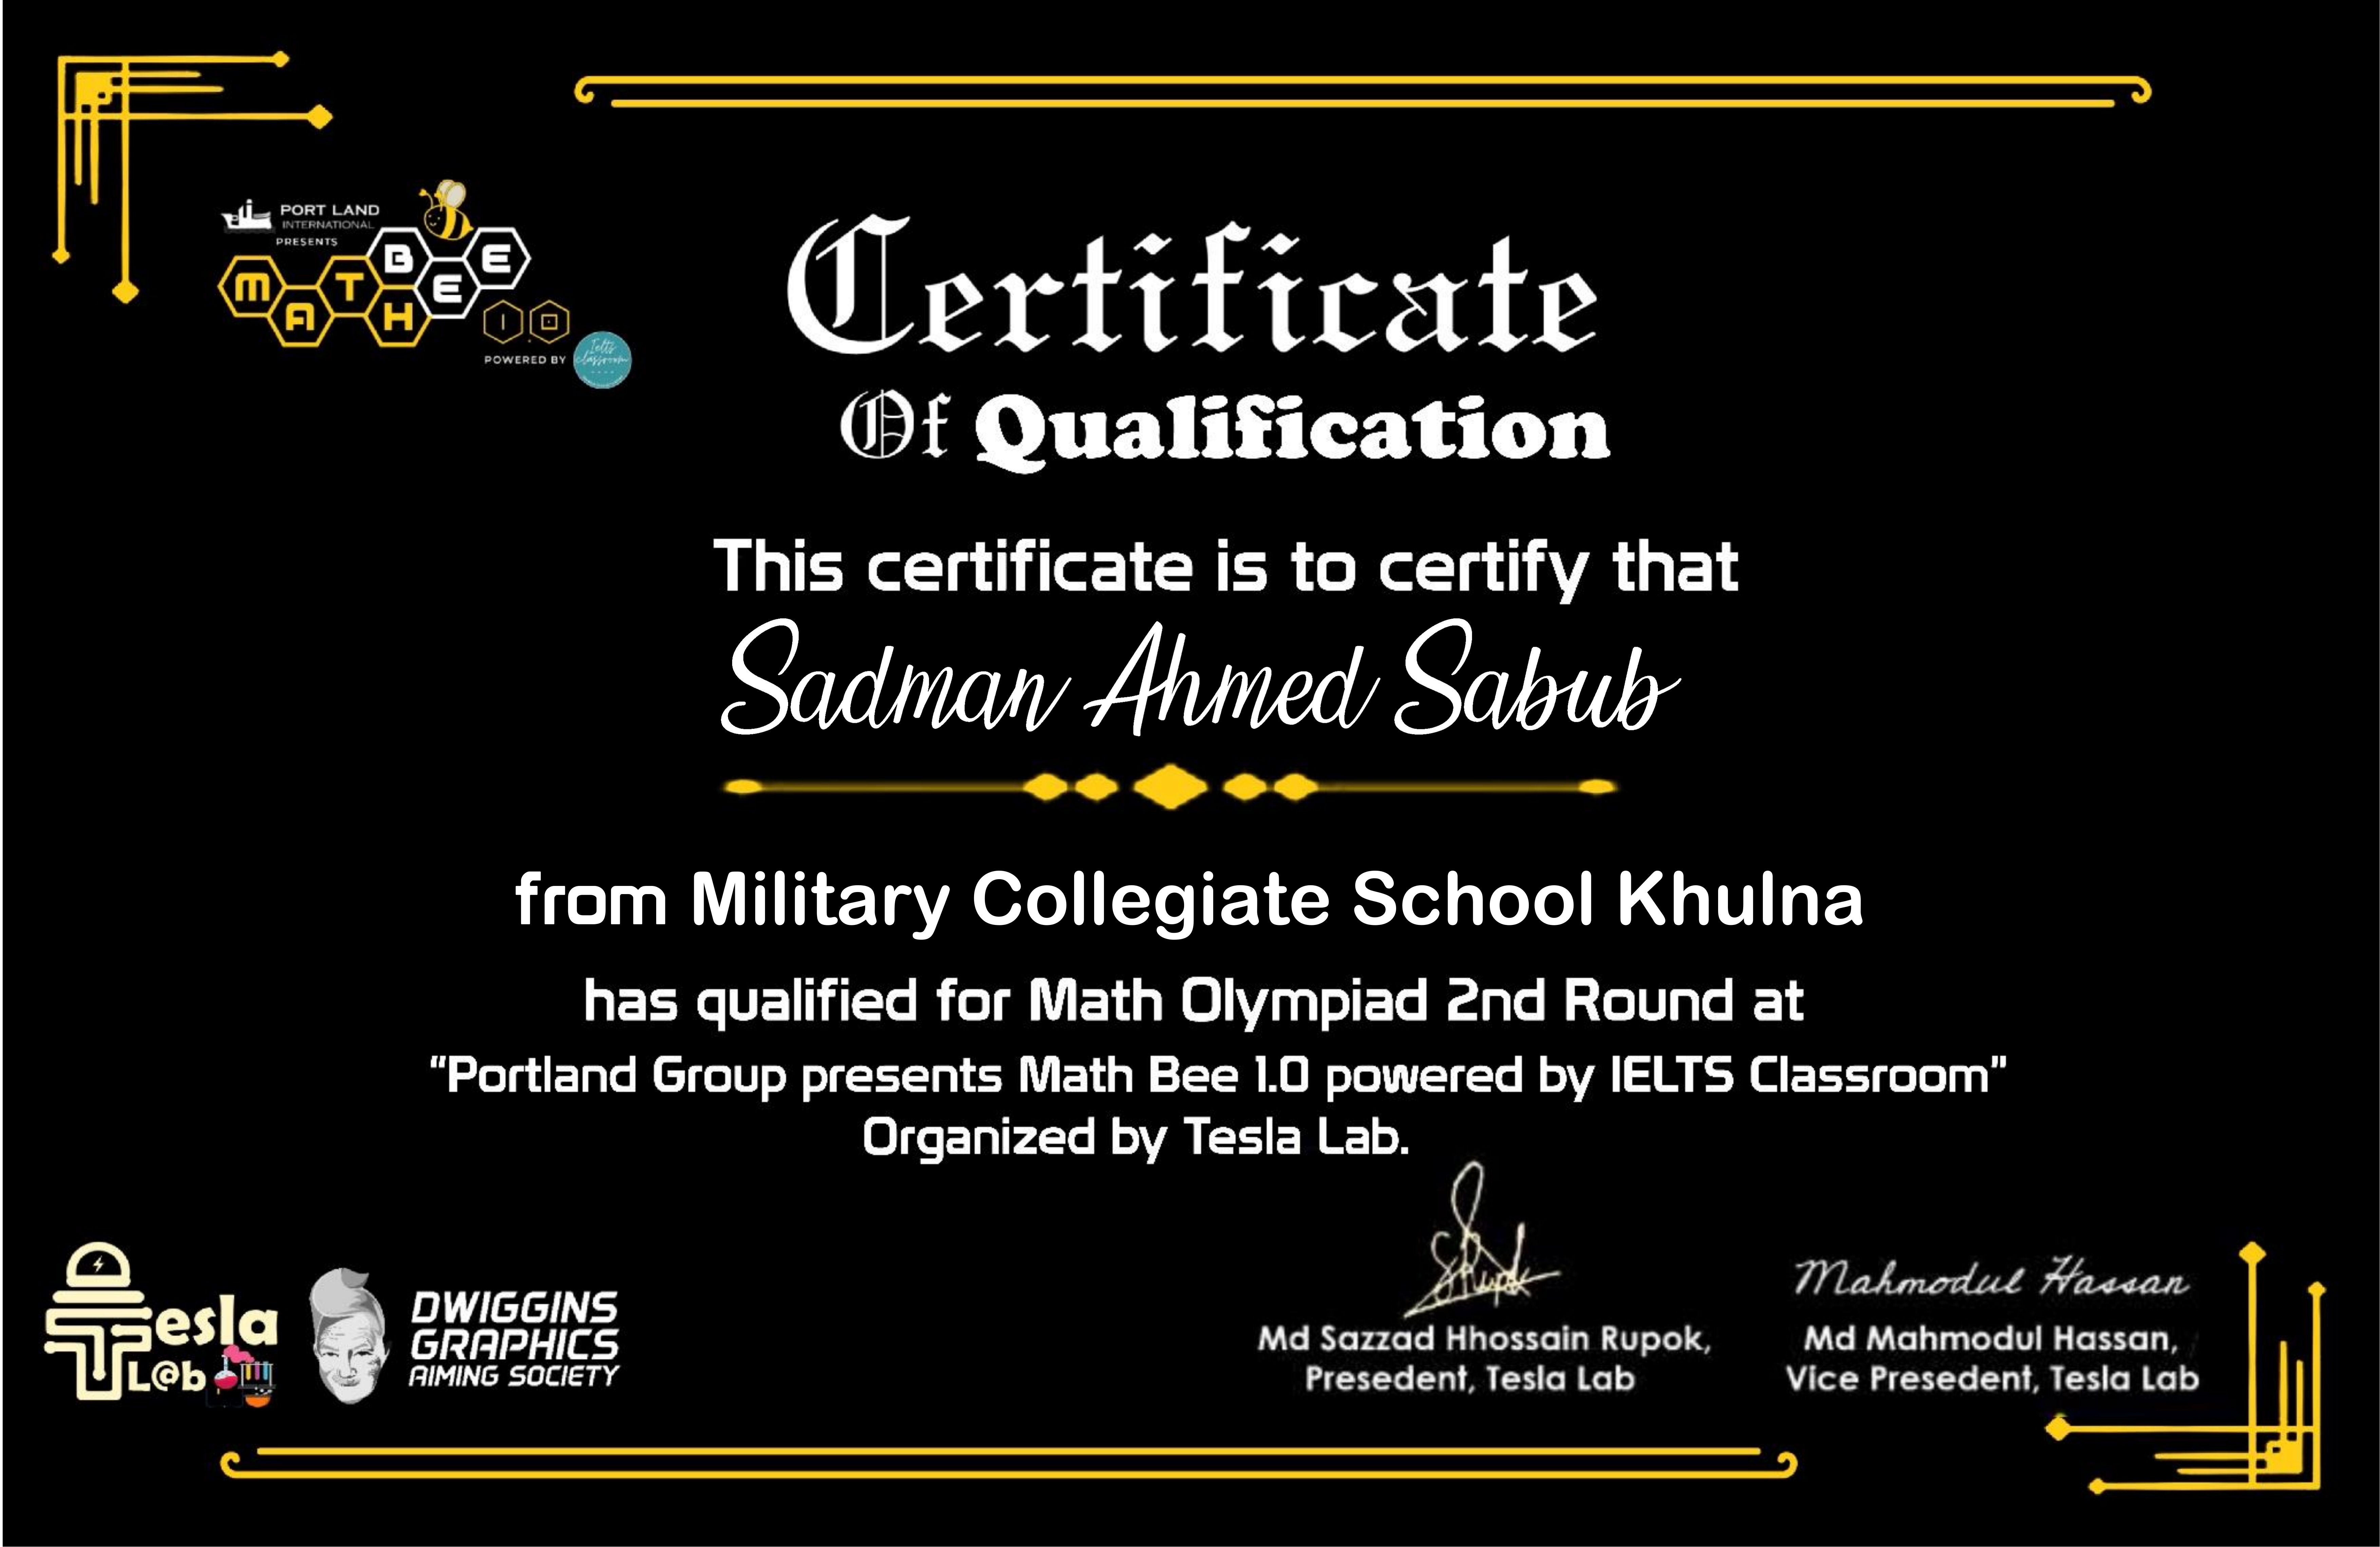 PORT LAND
INTERNATIONAL
PRESENTS
MATH BEE
1.0
POWERED BY
Ielts
classroom
Certificate
Of Qualification
This certificate is to certify that
Sadman Ahmed Sabub
from Military Collegiate School Khulna
has qualified for Math Olympiad 2nd Round at
“Portland Group presents Math Bee 1.0 powered by IELTS Classroom”
Organized by Tesla Lab.
Tesla
L@b
DWIGGINS
GRAPHICS
AIMING SOCIETY
Md Sazzad Hhossain Rupok,
Presedent, Tesla Lab
Mahmodul Hassan
Md Mahmodul Hassan,
Vice Presedent, Tesla Lab